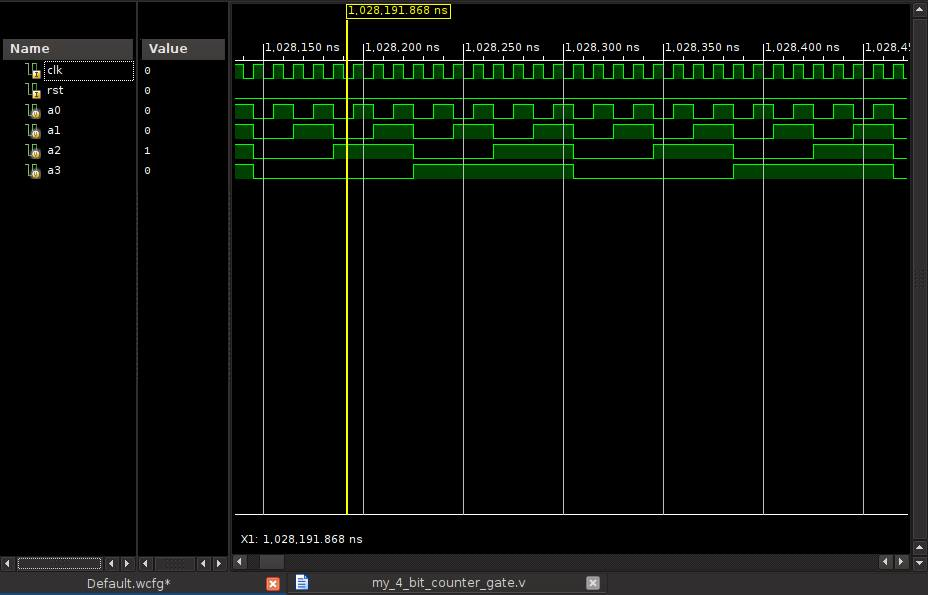 1,028,191.868 ns
Name Value
1,028,150 ns 1,028,200 ns 1,028,250 ns 1,028,300 ns 1,028,350 ns 1,028,400 ns 1,028,45
clk 0
rst 0
a0 0
a1 0
a2 1
a3 0
X1: 1,028,191.868 ns
Default.wcfg* my_4_bit_counter_gate.v